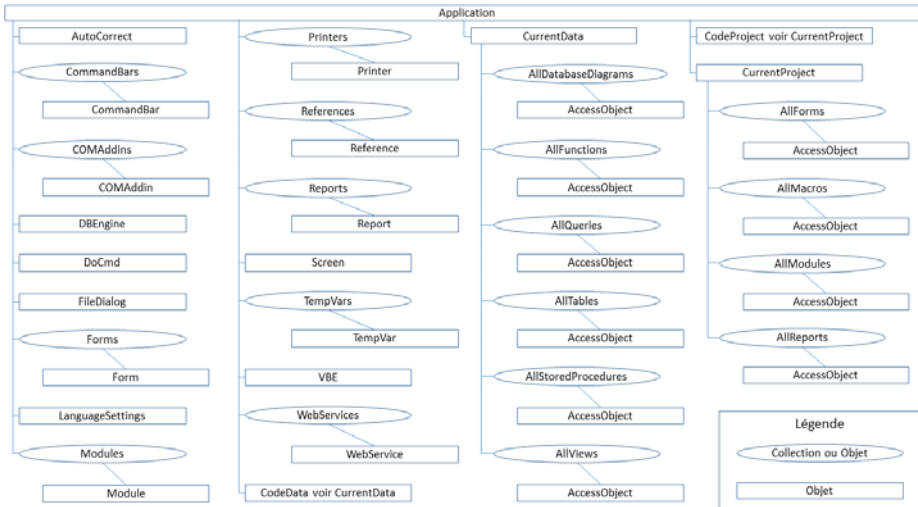 Application
AutoCorrect
CommandBars
CommandBar
COMAddIns
COMAddin
DBEngine
DoCmd
FileDialog
Forms
Form
LanguageSettings
Modules
Module
Printers
Printer
References
Reference
Reports
Report
Screen
TempVars
TempVar
VBE
WebServices
WebService
CodeData voir CurrentData
CurrentData
AllDatabaseDiagrams
AccessObject
AllFunctions
AccessObject
AllQueries
AccessObject
AllTables
AccessObject
AllStoredProcedures
AccessObject
AllViews
AccessObject
CodeProject voir CurrentProject
CurrentProject
AllForms
AccessObject
AllMacros
AccessObject
AllModules
AccessObject
AllReports
AccessObject
Légende
Collection ou Objet
Objet